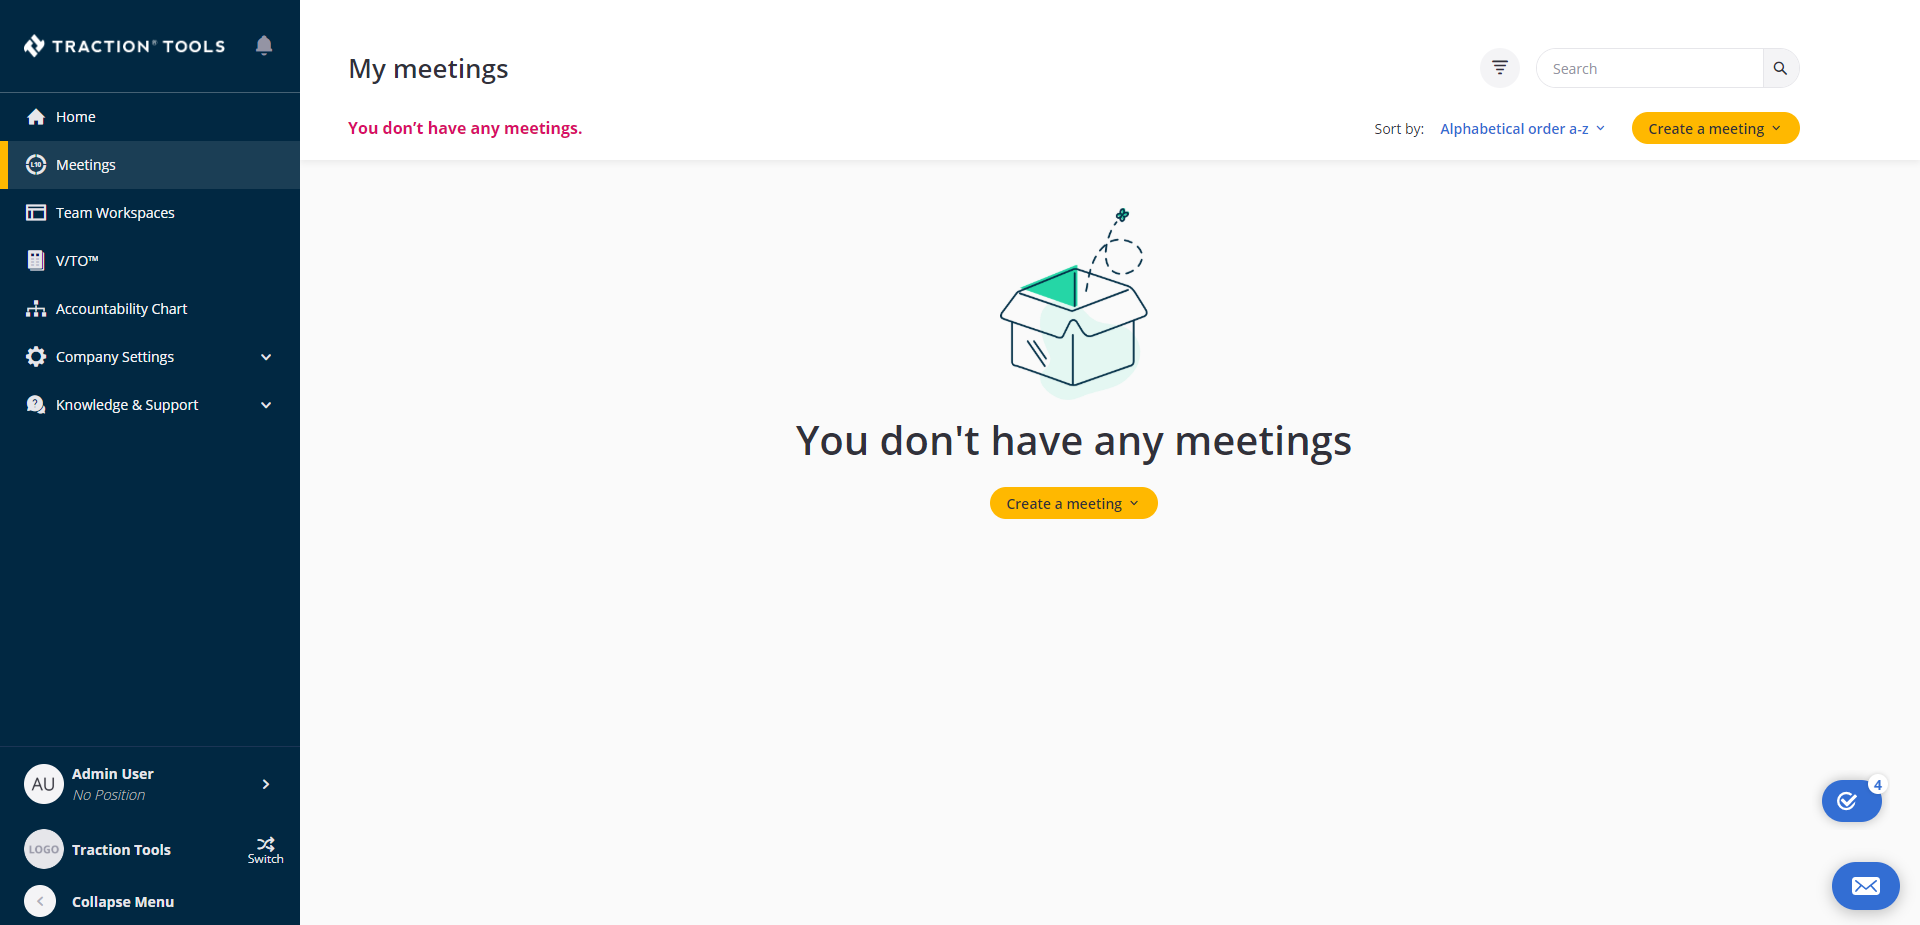 TRACTION® TOOLS
Home
L10
Meetings
Team Workspaces
V/TO™
Accountability Chart
Company Settings
?
Knowledge & Support
AU
Admin User
No Position
LOGO
Traction Tools
Switch
Collapse Menu
My meetings
Search
You don’t have any meetings.
Sort by: Alphabetical order a-z
Create a meeting
You don't have any meetings
Create a meeting
4